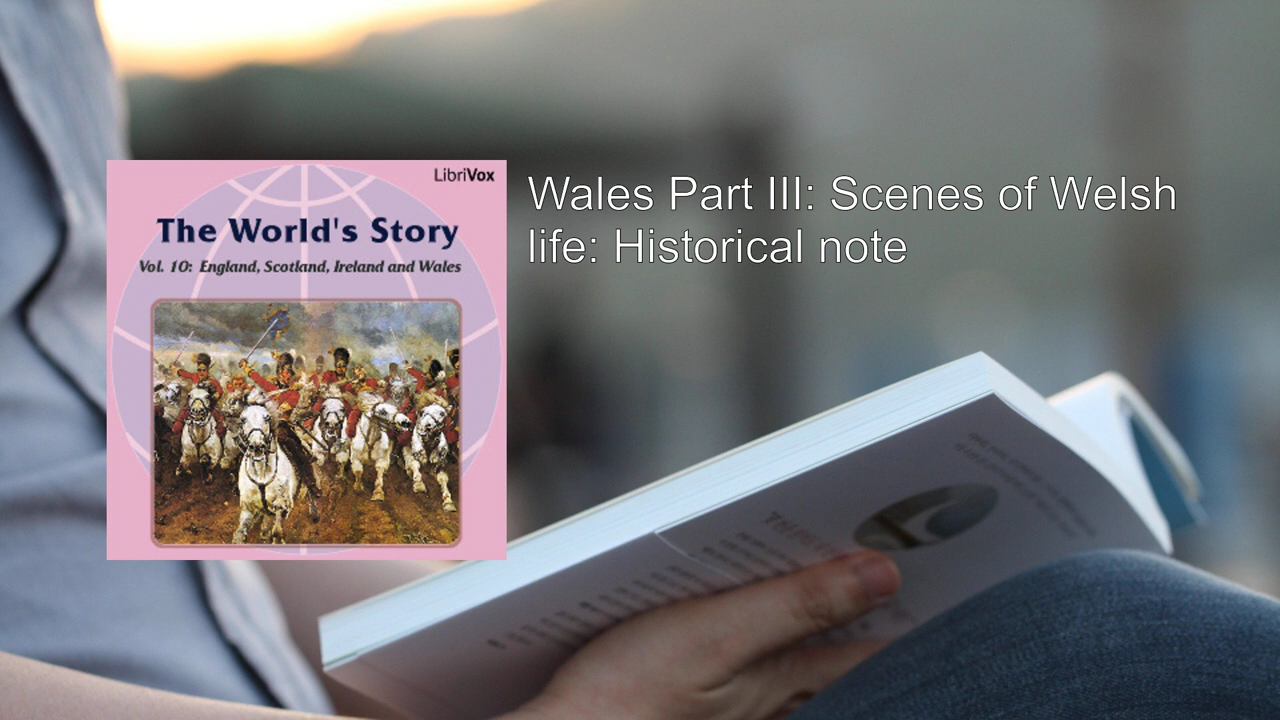 LibriVox
The World's Story
Vol. 10: England, Scotland, Ireland and Wales
Wales Part III: Scenes of Welsh
life: Historical note